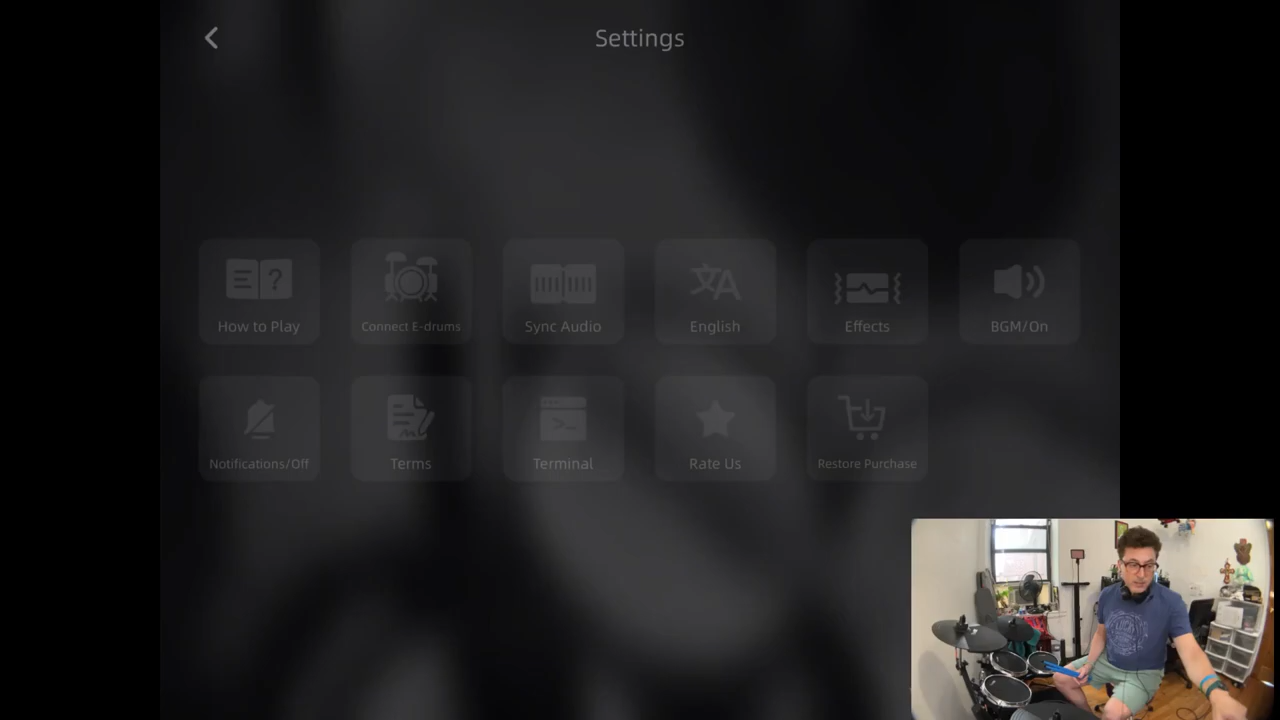 Settings
How to Play
Connect E-drums
Sync Audio
English
Effects
BGM/On
Notifications/Off
Terms
Terminal
Rate Us
Restore Purchase